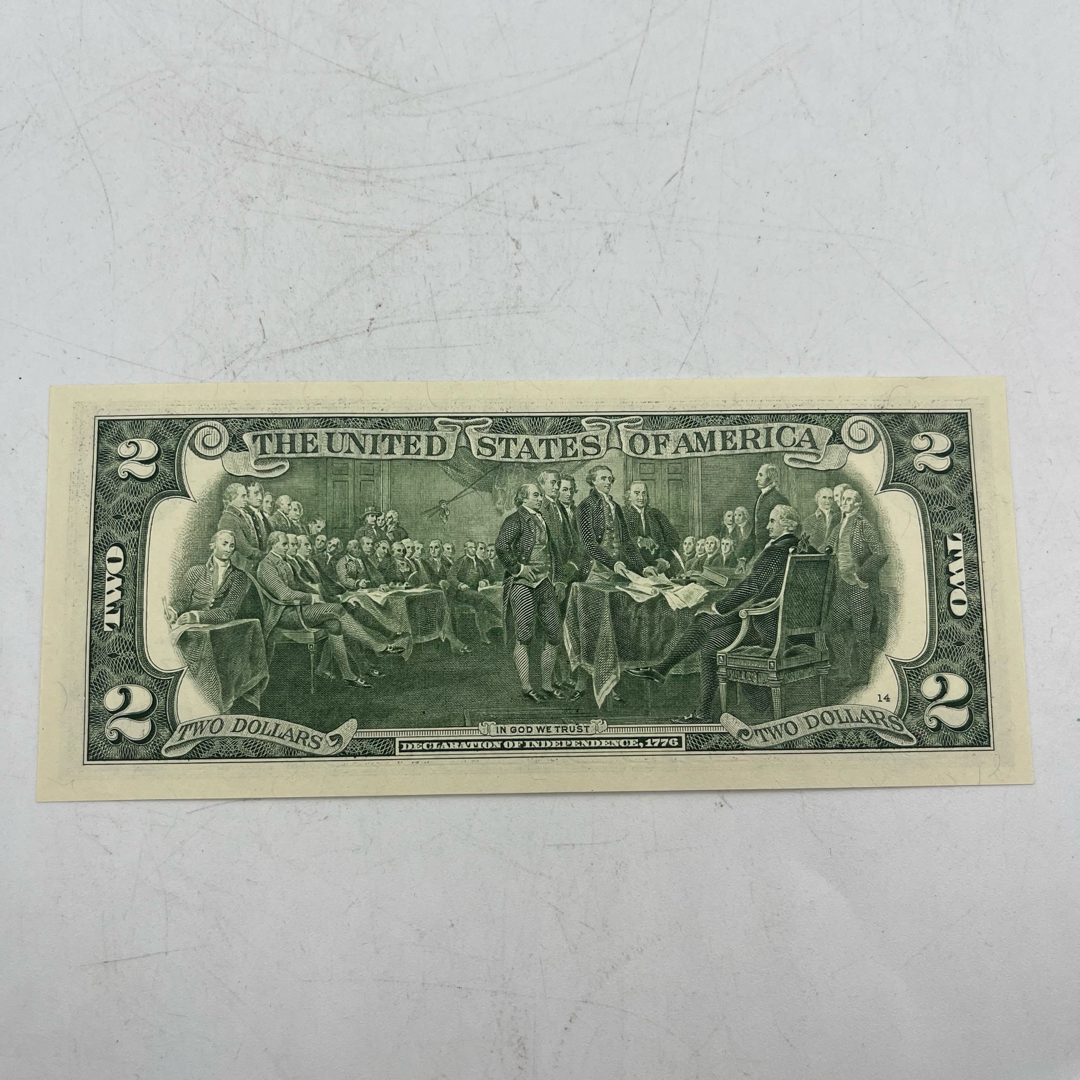 THE UNITED STATES OF AMERICA
2
2
TWO
TWO
14
2
2
TWO DOLLARS
IN GOD WE TRUST
TWO DOLLARS
DECLARATION OF INDEPENDENCE, 1776